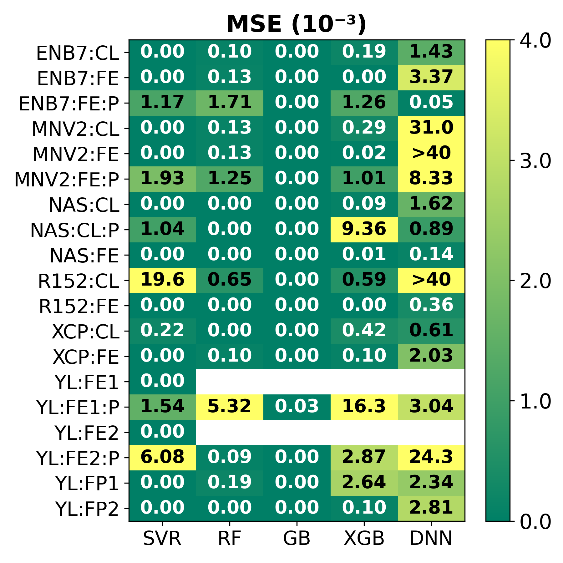 MSE (10⁻³)
ENB7:CL 0.00 0.10 0.00 0.19 1.43
ENB7:FE 0.00 0.13 0.00 0.00 3.37
ENB7:FE:P 1.17 1.71 0.00 1.26 0.05
MNV2:CL 0.00 0.13 0.00 0.29 31.0
MNV2:FE 0.00 0.13 0.00 0.02 >40
MNV2:FE:P 1.93 1.25 0.00 1.01 8.33
NAS:CL 0.00 0.00 0.00 0.09 1.62
NAS:CL:P 1.04 0.00 0.00 9.36 0.89
NAS:FE 0.00 0.00 0.00 0.01 0.14
R152:CL 19.6 0.65 0.00 0.59 >40
R152:FE 0.00 0.00 0.00 0.00 0.36
XCP:CL 0.22 0.00 0.00 0.42 0.61
XCP:FE 0.00 0.10 0.00 0.10 2.03
YL:FE1 0.00
YL:FE1:P 1.54 5.32 0.03 16.3 3.04
YL:FE2 0.00
YL:FE2:P 6.08 0.09 0.00 2.87 24.3
YL:FP1 0.00 0.19 0.00 2.64 2.34
YL:FP2 0.00 0.00 0.00 0.10 2.81
SVR RF GB XGB DNN
4.0
3.0
2.0
1.0
0.0